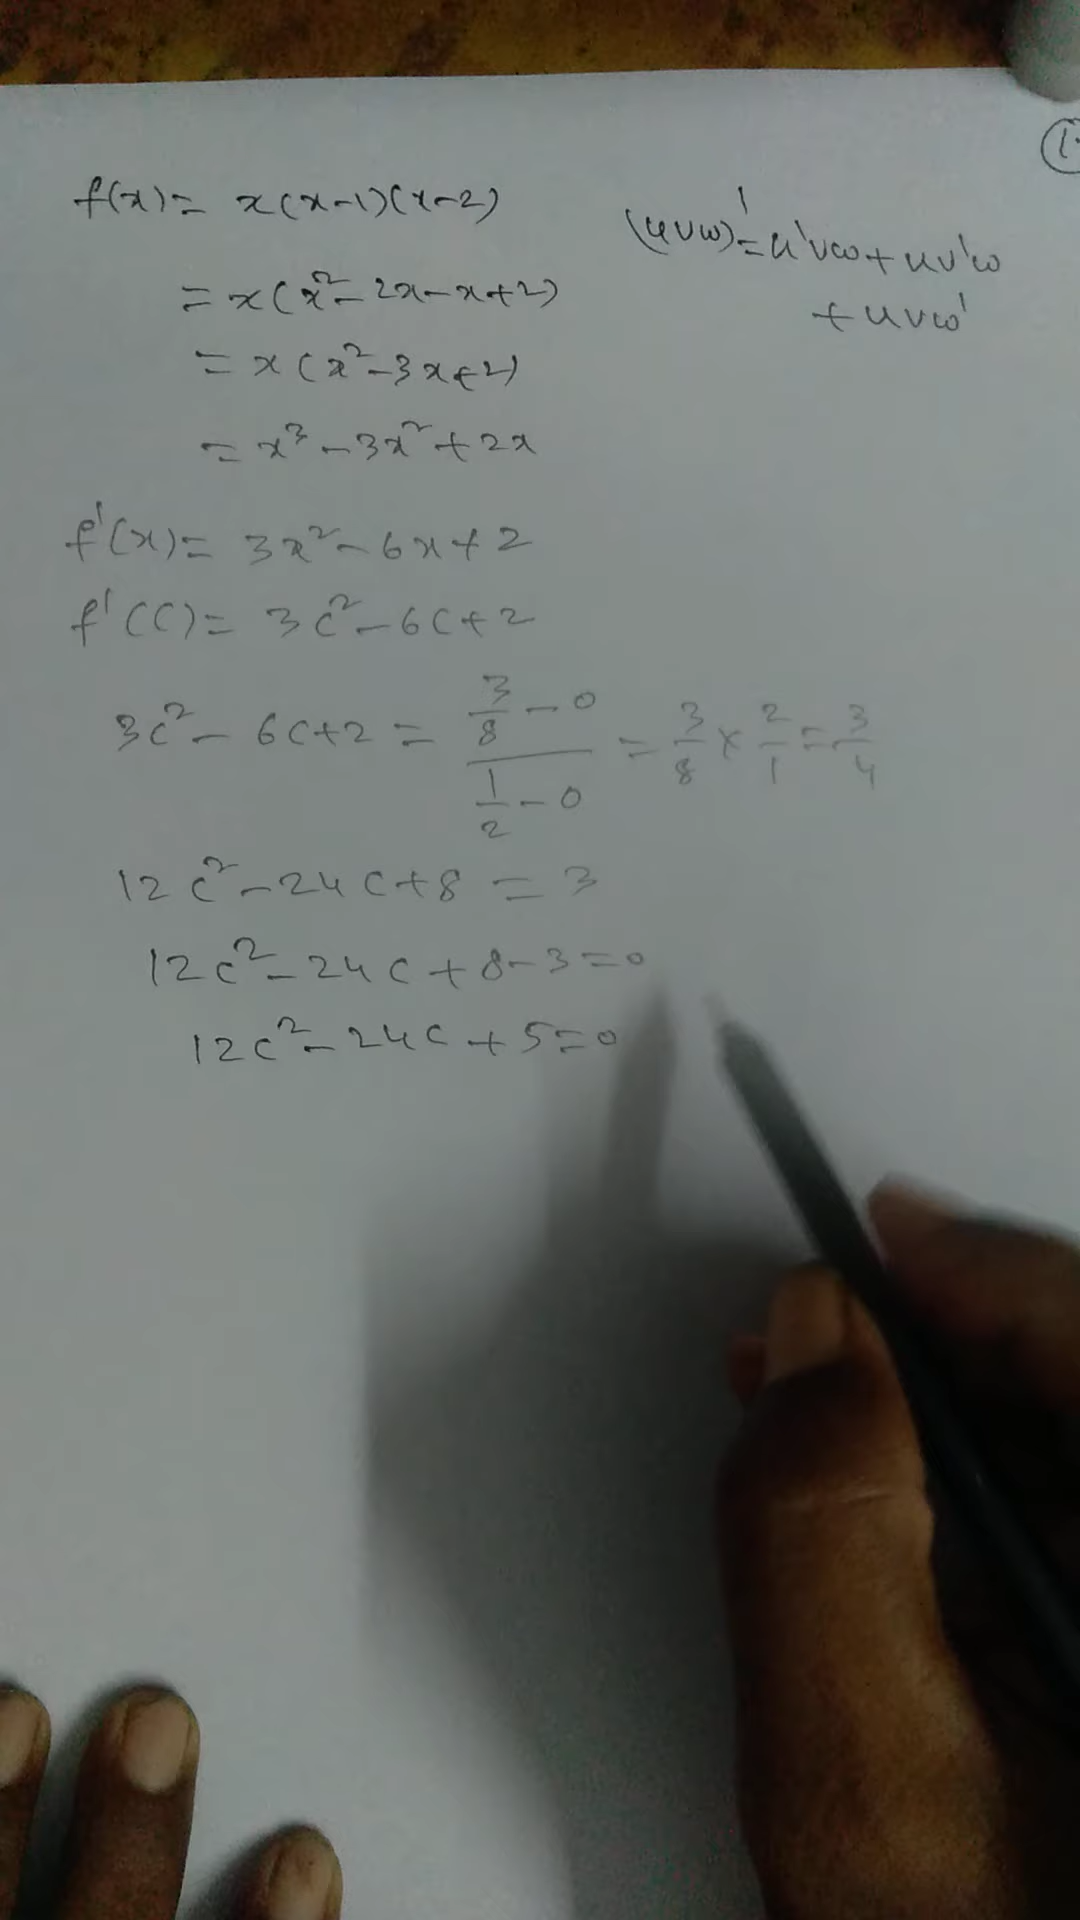 f(x) = x(x-1)(x-2)
= x(x²-2x-x+2)
= x(x²-3x+2)
= x³-3x²+2x
f'(x) = 3x²-6x+2
f'(c) = 3c²-6c+2
3c²-6c+2 = (3/8 - 0)/(1/2 - 0) = 3/8 × 2/1 = 3/4
12c²-24c+8 = 3
12c²-24c+8-3=0
12c²-24c+5=0
(uvw)' = u'vw + uv'w
+ uvw'